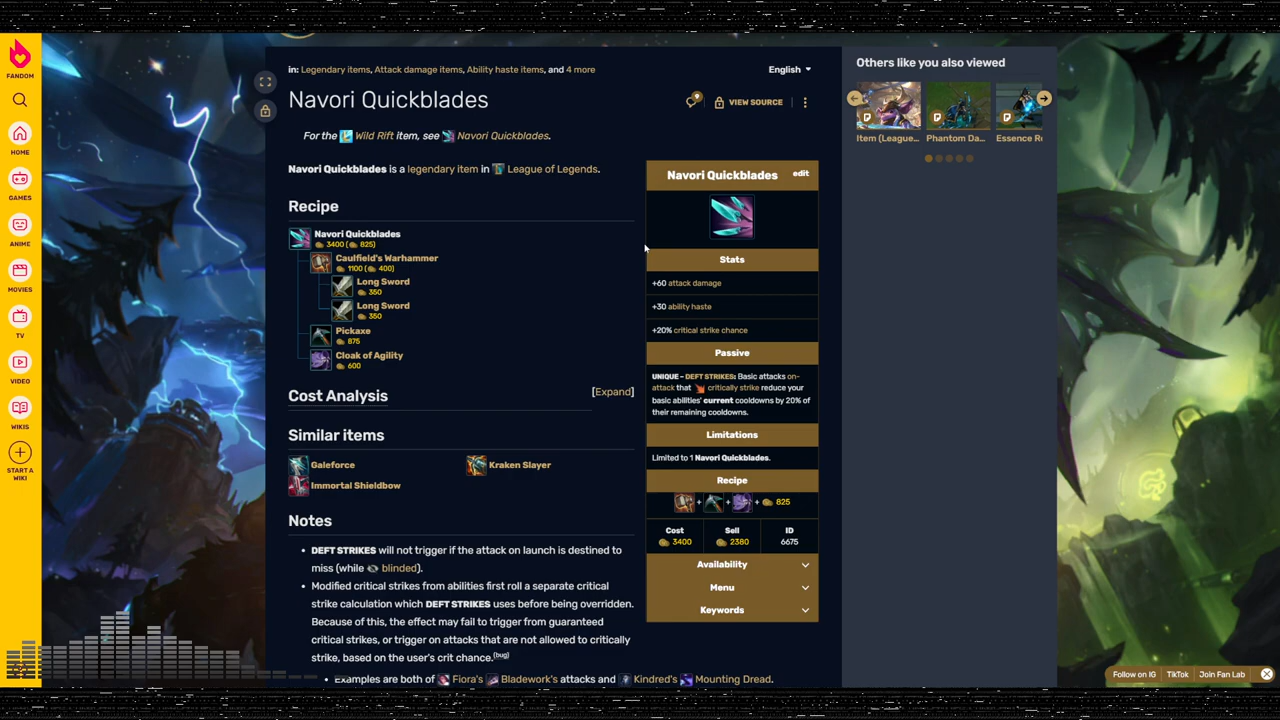 FANDOM
HOME
GAMES
ANIME
MOVIES
TV
VIDEO
WIKIS
START A
WIKI
in: Legendary items, Attack damage items, Ability haste items, and 4 more
English
Navori Quickblades
VIEW SOURCE
For the Wild Rift item, see Navori Quickblades.
Navori Quickblades is a legendary item in League of Legends.
Recipe
Navori Quickblades
3400 ( 825)
Caulfield's Warhammer
1100 ( 400)
Long Sword
350
Long Sword
350
Pickaxe
875
Cloak of Agility
600
Cost Analysis
[Expand]
Similar items
Galeforce
Kraken Slayer
Immortal Shieldbow
Notes
• DEFT STRIKES will not trigger if the attack on launch is destined to
miss (while blinded).
• Modified critical strikes from abilities first roll a separate critical
strike calculation which DEFT STRIKES uses before being overridden.
Because of this, the effect may fail to trigger from guaranteed
critical strikes, or trigger on attacks that are not allowed to critically
strike, based on the user's stats. [bug]
• Examples are both of Fiora's Bladework's attacks and Kindred's Mounting Dread.
Navori Quickblades
edit
Stats
+60 attack damage
+30 ability haste
+20% critical strike chance
Passive
UNIQUE – DEFT STRIKES: Basic attacks on-
attack that critically strike reduce your
basic abilities' current cooldowns by 20% of
their remaining cooldowns.
Limitations
Limited to 1 Navori Quickblades.
Recipe
+ + + 825
Cost
Sell
ID
3400
2380
6675
Availability
Menu
Keywords
Others like you also viewed
Item (League...
Phantom Da...
Essence Re
Follow on IG
TikTok
Join Fan Lab